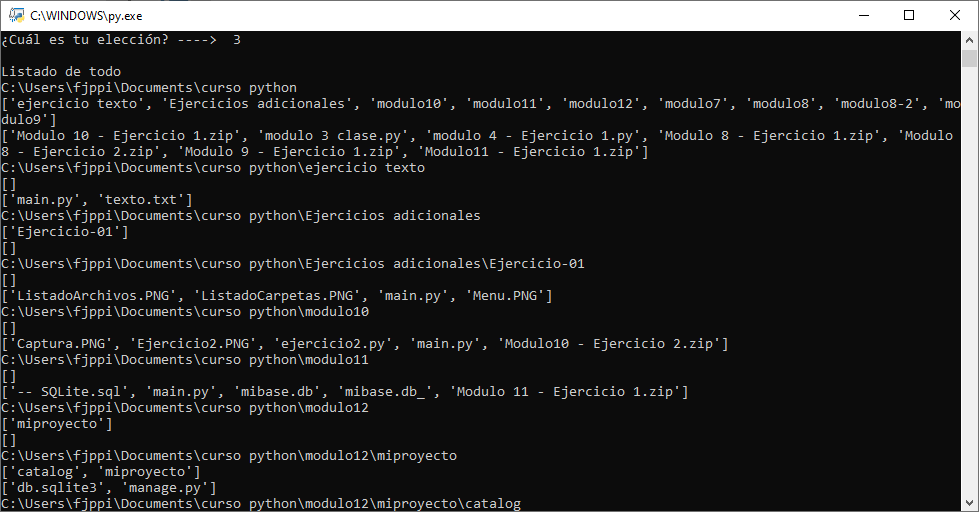 C:\WINDOWS\py.exe
¿Cuál es tu elección? ---->  3
Listado de todo
C:\Users\fjppi\Documents\curso python
['ejercicio texto', 'Ejercicios adicionales', 'modulo10', 'modulo11', 'modulo12', 'modulo7', 'modulo8', 'modulo8-2', 'mo
dulo9']
['Modulo 10 - Ejercicio 1.zip', 'modulo 3 clase.py', 'modulo 4 - Ejercicio 1.py', 'Modulo 8 - Ejercicio 1.zip', 'Modulo
8 - Ejercicio 2.zip', 'Modulo 9 - Ejercicio 1.zip', 'Modulo11 - Ejercicio 1.zip']
C:\Users\fjppi\Documents\curso python\ejercicio texto
[]
['main.py', 'texto.txt']
C:\Users\fjppi\Documents\curso python\Ejercicios adicionales
['Ejercicio-01']
[]
C:\Users\fjppi\Documents\curso python\Ejercicios adicionales\Ejercicio-01
[]
['ListadoArchivos.PNG', 'ListadoCarpetas.PNG', 'main.py', 'Menu.PNG']
C:\Users\fjppi\Documents\curso python\modulo10
[]
['Captura.PNG', 'Ejercicio2.PNG', 'ejercicio2.py', 'main.py', 'Modulo10 - Ejercicio 2.zip']
C:\Users\fjppi\Documents\curso python\modulo11
[]
['-- SQLite.sql', 'main.py', 'mibase.db', 'mibase.db_', 'Modulo 11 - Ejercicio 1.zip']
C:\Users\fjppi\Documents\curso python\modulo12
['miproyecto']
[]
C:\Users\fjppi\Documents\curso python\modulo12\miproyecto
['catalog', 'miproyecto']
['db.sqlite3', 'manage.py']
C:\Users\fjppi\Documents\curso python\modulo12\miproyecto\catalog